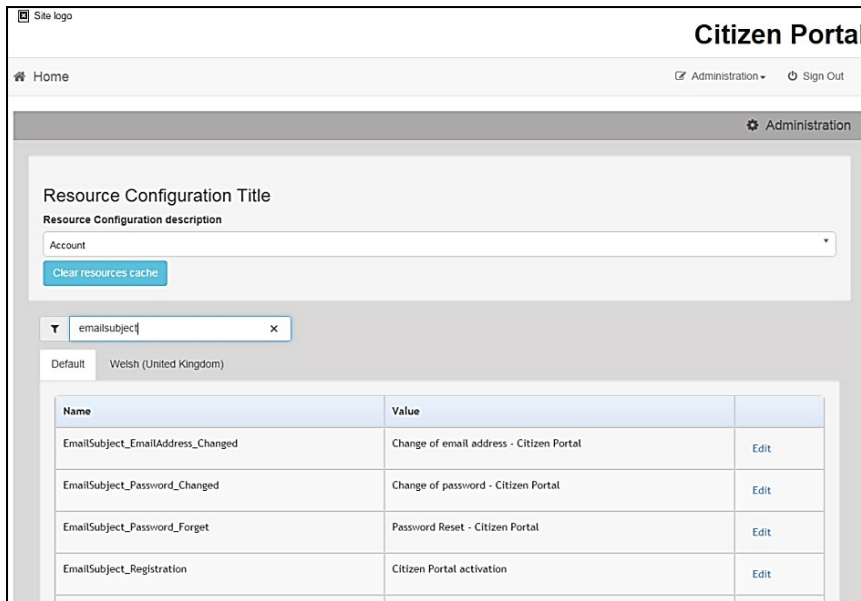 Site logo
Citizen Portal
Home
Administration
Sign Out
Administration
Resource Configuration Title
Resource Configuration description
Account
Clear resources cache
emailsubject
Default Welsh (United Kingdom)
Name Value
EmailSubject_EmailAddress_Changed Change of email address - Citizen Portal Edit
EmailSubject_Password_Changed Change of password - Citizen Portal Edit
EmailSubject_Password_Forget Password Reset - Citizen Portal Edit
EmailSubject_Registration Citizen Portal activation Edit